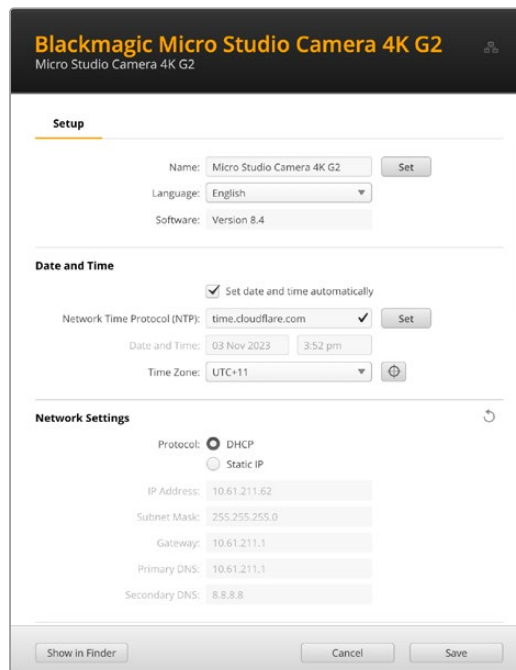 Blackmagic Micro Studio Camera 4K G2
Micro Studio Camera 4K G2
Setup
Name: Micro Studio Camera 4K G2 Set
Language: English
Software: Version 8.4
Date and Time
Set date and time automatically
Network Time Protocol (NTP): time.cloudflare.com Set
Date and Time: 03 Nov 2023 3:52 pm
Time Zone: UTC+11
Network Settings
Protocol: DHCP
Static IP
IP Address: 10.61.211.62
Subnet Mask: 255.255.255.0
Gateway: 10.61.211.1
Primary DNS: 10.61.211.1
Secondary DNS: 8.8.8.8
Show in Finder Cancel Save